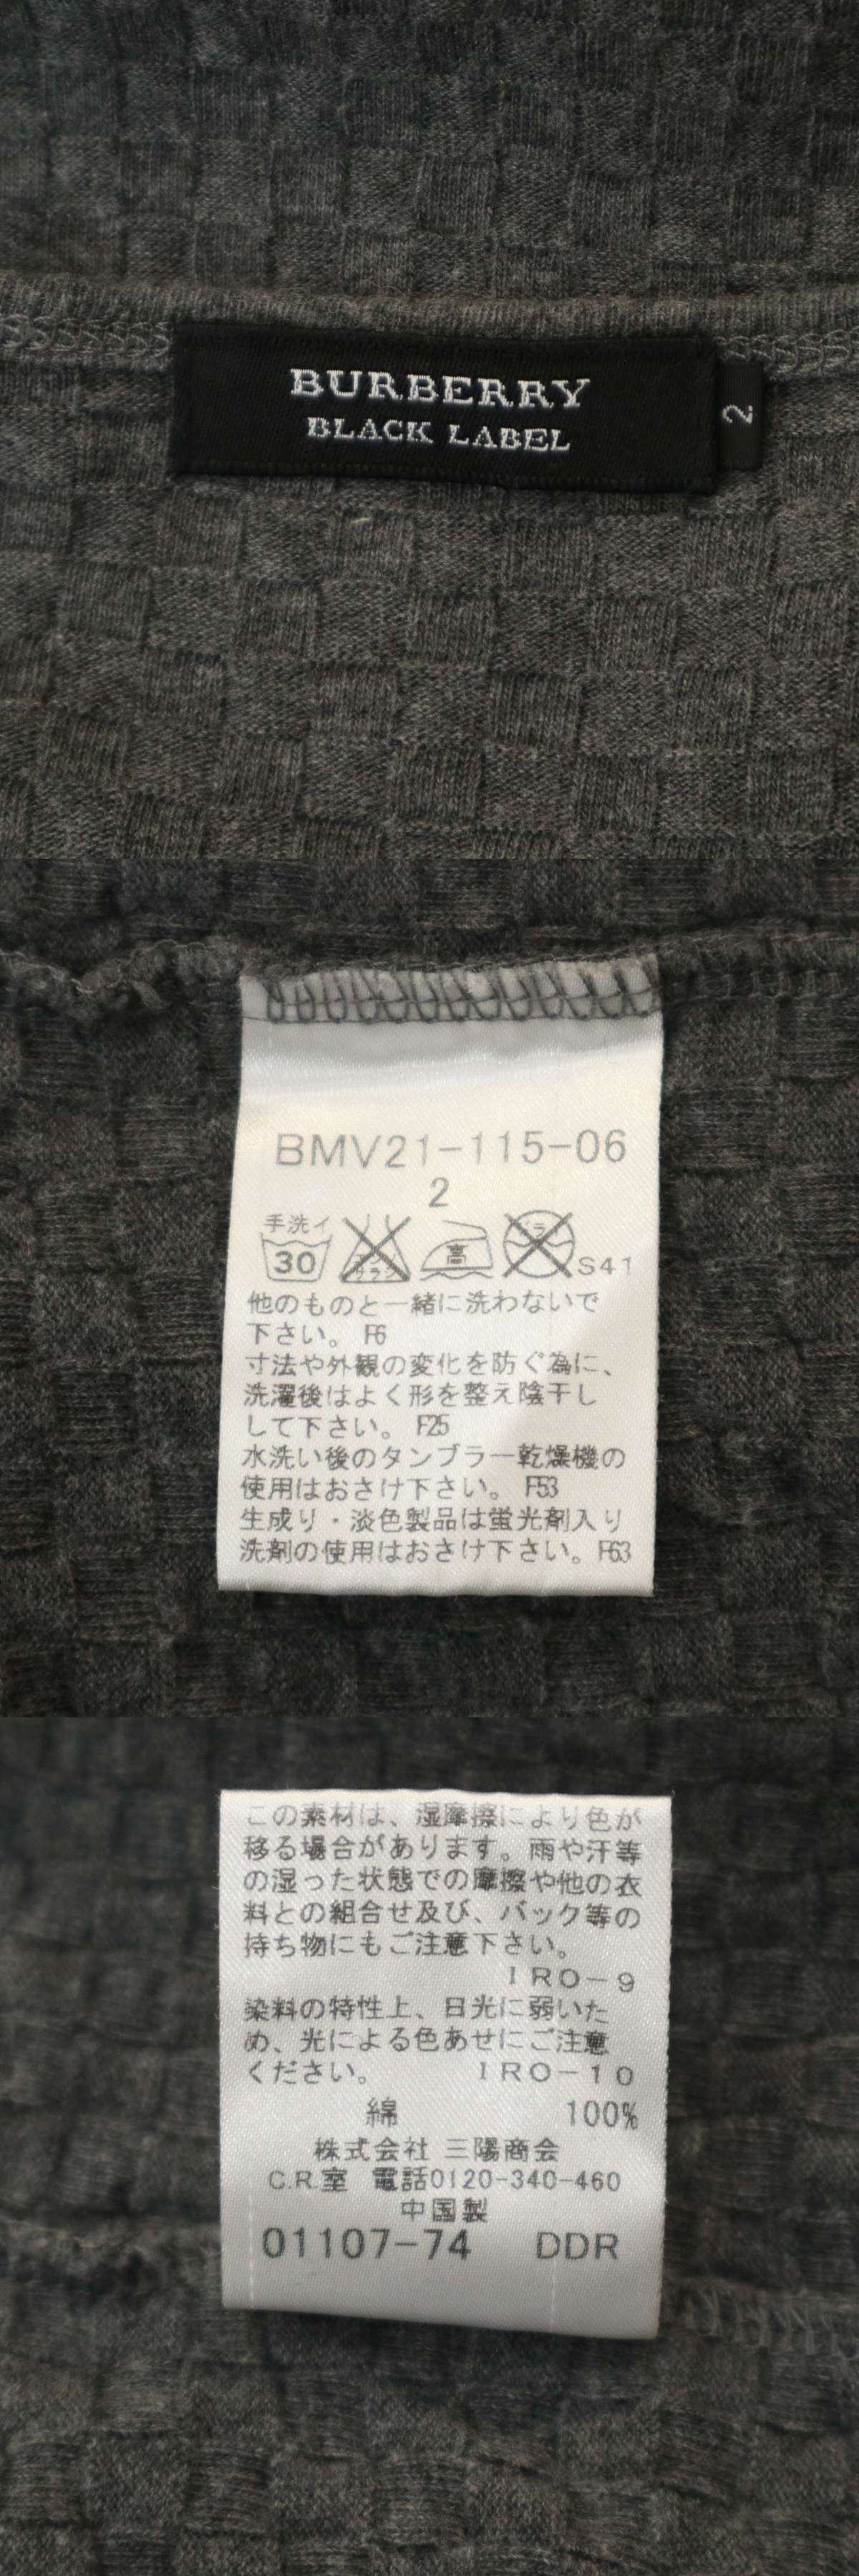 BURBERRY
BLACK LABEL
2
BMV21-115-06
2
手洗イ
30
エンソ
サラシ
高
ドライ
S41
他のものと一緒に洗わないで
下さい。 F6
寸法や外観の変化を防ぐ為に、
洗濯後はよく形を整え陰干し
して下さい。 F25
水洗い後のタンブラー乾燥機の
使用はおさけ下さい。 F53
生成り・淡色製品は蛍光剤入り
洗剤の使用はおさけ下さい。F63
この素材は、湿摩擦により色が
移る場合があります。雨や汗等
の湿った状態での摩擦や他の衣
料との組合せ及び、バック等の
持ち物にもご注意下さい。
IRO-9
染料の特性上、日光に弱いた
め、光による色あせにご注意
ください。 IRO-10
綿 100%
株式会社 三陽商会
C.R.室 電話0120-340-460
中国製
01107-74 DDR